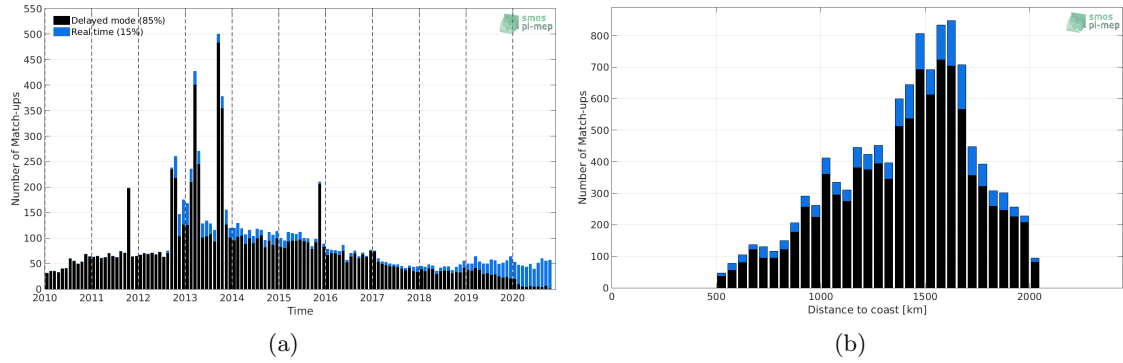 550
500
450
400
350
300
250
200
150
100
50
0
Number of Match-ups
Delayed mode (85%)
Real time (15%)
smos
pi-mep
2010 2011 2012 2013 2014 2015 2016 2017 2018 2019 2020
Time
(a)
800
700
600
500
400
300
200
100
0
Number of Match-ups
smos
pi-mep
0 500 1000 1500 2000
Distance to coast [km]
(b)